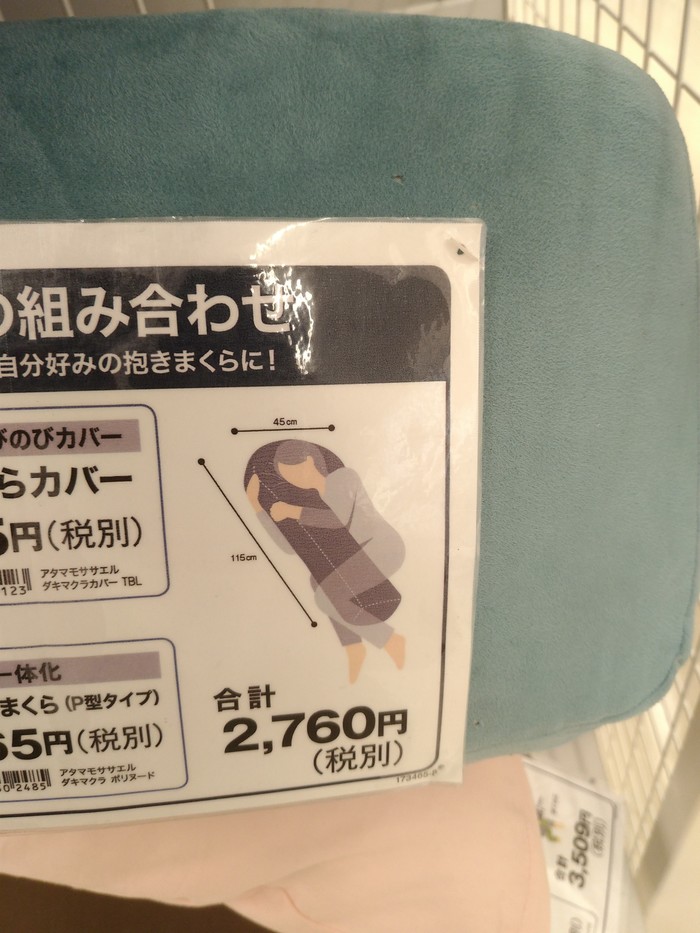 の組み合わせ
自分好みの抱きまくらに!
びのびカバー
らカバー
5円(税別)
アタマモササエル
ダキマクラカバー TBL
123
一体化
まくら(P型タイプ)
65円(税別)
アタマモササエル
ダキマクラ ポリヌード
02485
45cm
115cm
合計
2,760円
(税別)
合計
3,509円
(税別)